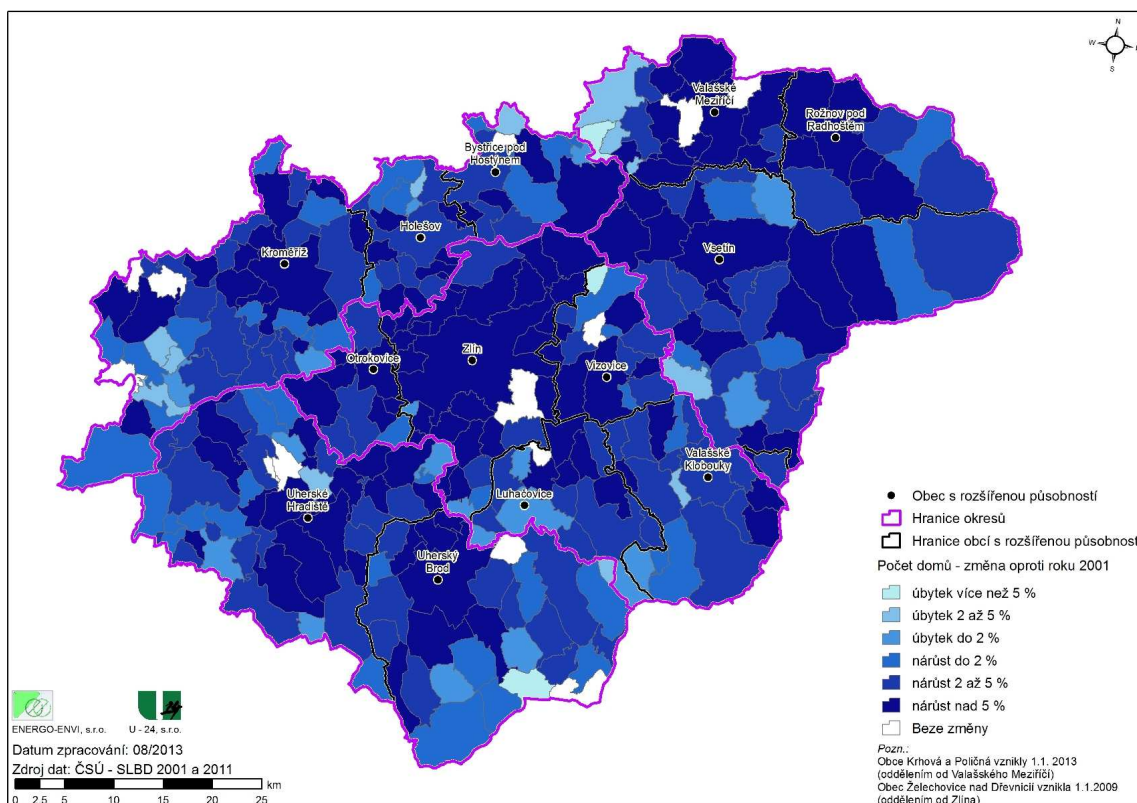 N
W
S
Valašské
Meziříčí
Rožnov pod
Radhoštěm
Bystřice pod
Hostýnem
Holešov
Kroměříž
Vsetín
Otrokovice
Zlín
Vizovice
Valašské
Klobouky
Uherské
Hradiště
Luhačovice
Uherský
Brod
Obec s rozšířenou působností
Hranice okresů
Hranice obcí s rozšířenou působnost
Počet domů - změna oproti roku 2001
úbytek více než 5 %
úbytek 2 až 5 %
úbytek do 2 %
nárůst do 2 %
nárůst 2 až 5 %
nárůst nad 5 %
Beze změny
Pozn.:
Obce Krhová a Poličná vznikly 1.1. 2013
(oddělením od Valašského Meziříčí)
Obec Želechovice nad Dřevnicí vznikla 1.1.2009
(oddělením od Zlína)
ENERGO-ENVI, s.r.o. U - 24, s.r.o.
Datum zpracování: 08/2013
Zdroj dat: ČSÚ - SLBD 2001 a 2011
km
0 2.5 5 10 15 20 25